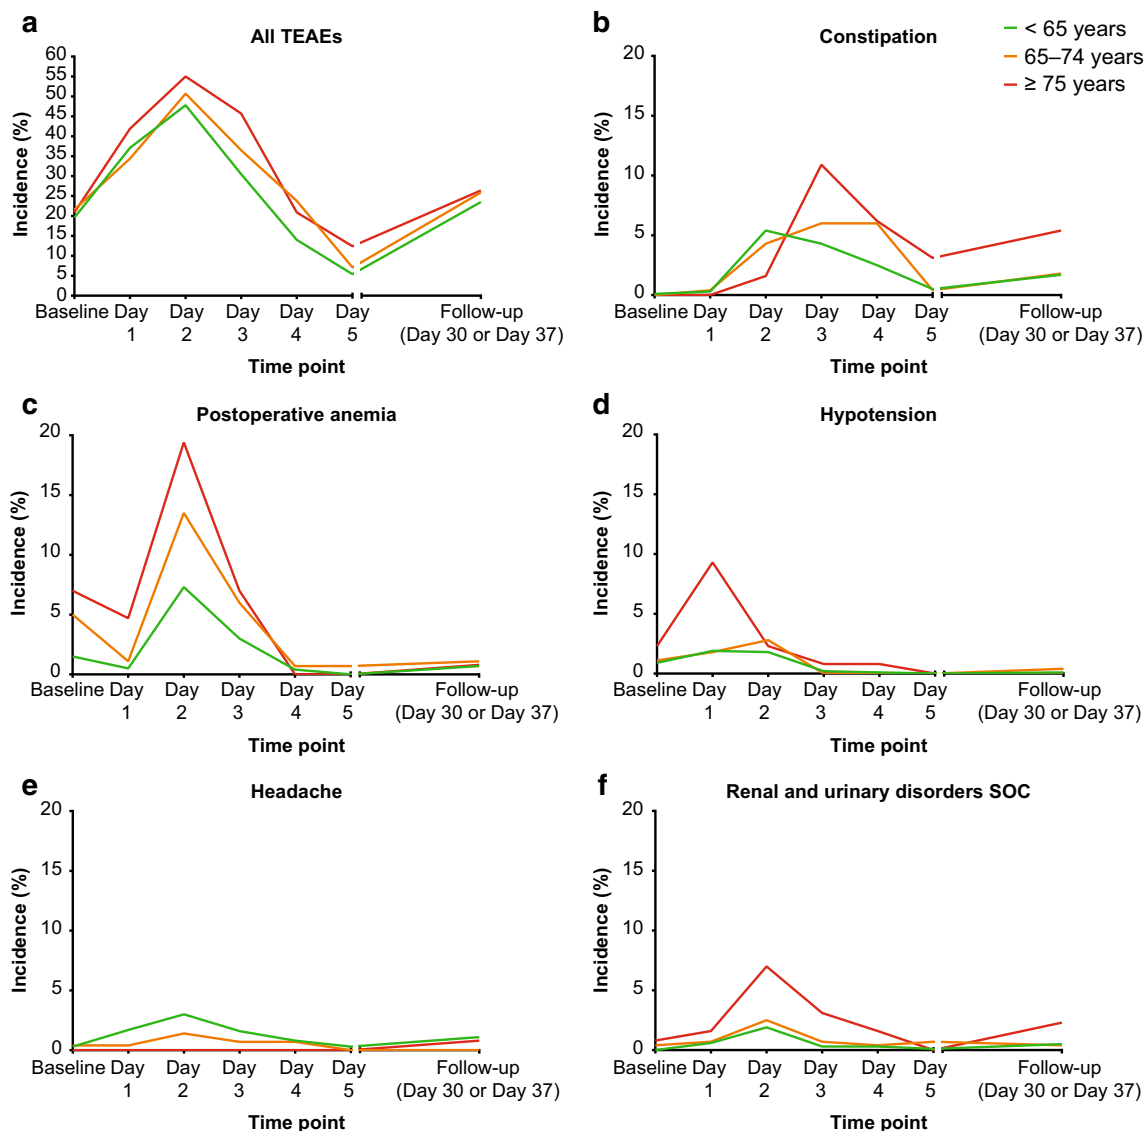 a
All TEAEs
60
55
50
45
40
35
30
25
20
15
10
5
0
Incidence (%)
Baseline Day Day Day Day Day Follow-up
1 2 3 4 5 (Day 30 or Day 37)
Time point
b
Constipation
< 65 years
65–74 years
≥ 75 years
20
15
10
5
0
Incidence (%)
Baseline Day Day Day Day Day Follow-up
1 2 3 4 5 (Day 30 or Day 37)
Time point
c
Postoperative anemia
20
15
10
5
0
Incidence (%)
Baseline Day Day Day Day Day Follow-up
1 2 3 4 5 (Day 30 or Day 37)
Time point
d
Hypotension
20
15
10
5
0
Incidence (%)
Baseline Day Day Day Day Day Follow-up
1 2 3 4 5 (Day 30 or Day 37)
Time point
e
Headache
20
15
10
5
0
Incidence (%)
Baseline Day Day Day Day Day Follow-up
1 2 3 4 5 (Day 30 or Day 37)
Time point
f
Renal and urinary disorders SOC
20
15
10
5
0
Incidence (%)
Baseline Day Day Day Day Day Follow-up
1 2 3 4 5 (Day 30 or Day 37)
Time point